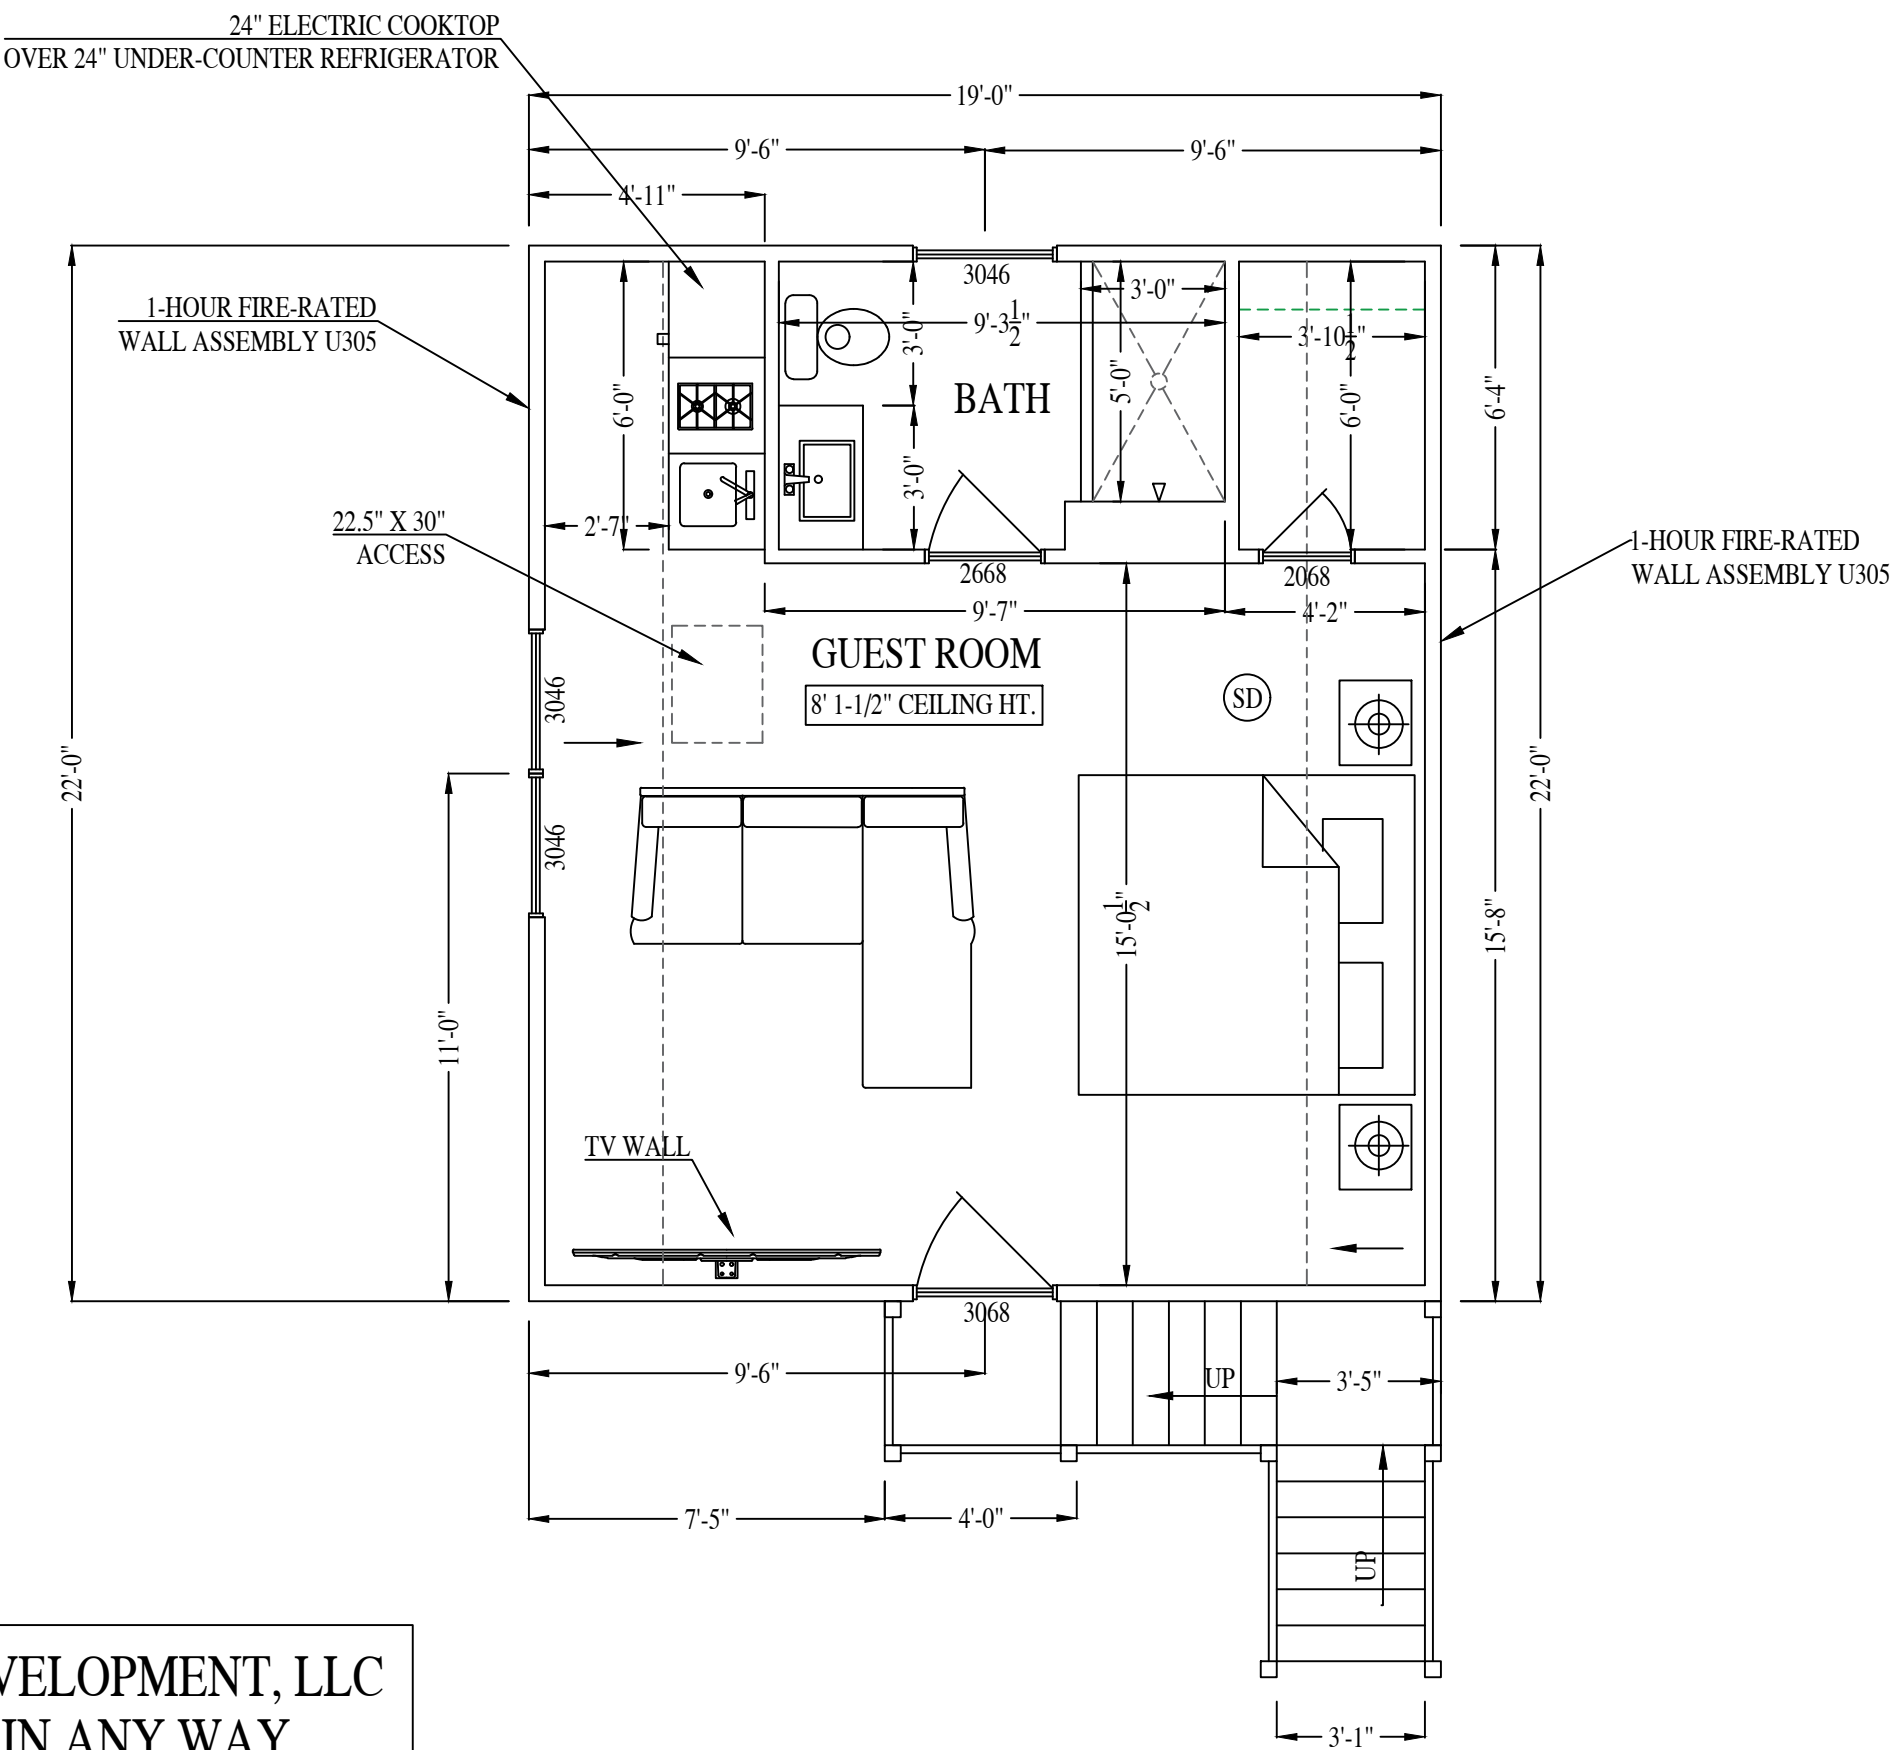 24" ELECTRIC COOKTOP
OVER 24" UNDER-COUNTER REFRIGERATOR
19'-0"
9'-6"
9'-6"
4'-11"
1-HOUR FIRE-RATED
WALL ASSEMBLY U305
3046
3'-0"
9'-3 1/2"
3'-10 1/2"
3'-0"
5'-0"
6'-0"
6'-0"
6'-4"
BATH
3'-0"
2'-7"
22.5" X 30"
ACCESS
1-HOUR FIRE-RATED
WALL ASSEMBLY U305
2668
2068
9'-7"
4'-2"
GUEST ROOM
8' 1-1/2" CEILING HT.
SD
3046
22'-0"
22'-0"
3046
15'-0 1/2"
15'-8"
11'-0"
TV WALL
3068
9'-6"
UP
3'-5"
7'-5"
4'-0"
UP
VELOPMENT, LLC
IN ANY WAY
3'-1"